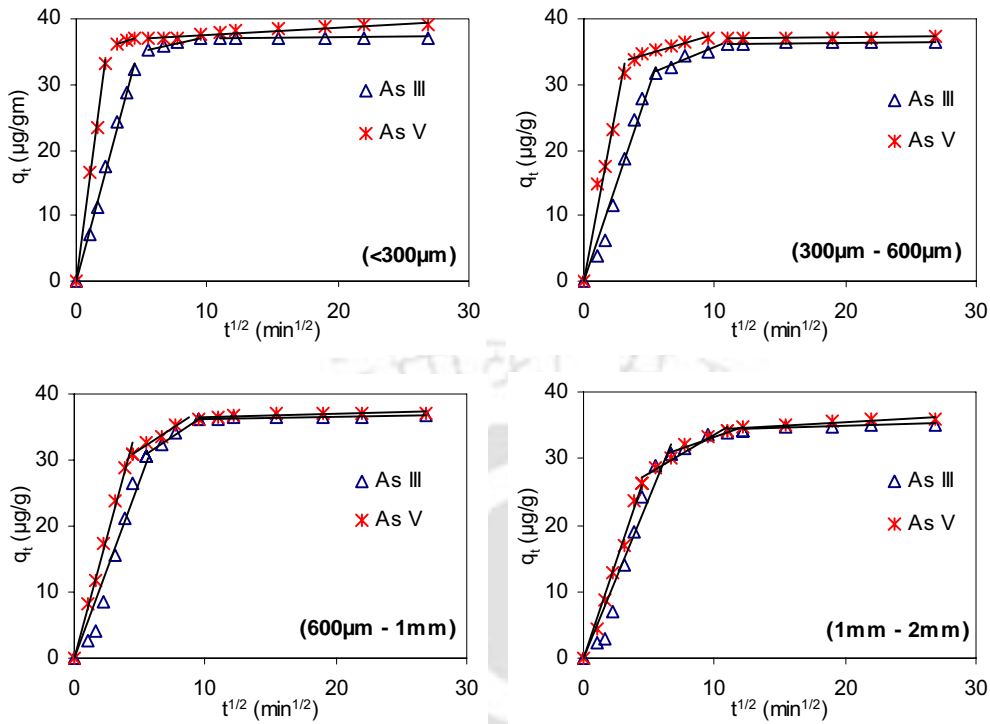 40
30
20
10
0
0
10
20
30
q_t (µg/gm)
t^1/2 (min^1/2)
As III
As V
(<300µm)
40
30
20
10
0
0
10
20
30
q_t (µg/g)
t^1/2 (min^1/2)
As III
As V
(300µm - 600µm)
40
30
20
10
0
0
10
20
30
q_t (µg/g)
t^1/2 (min^1/2)
As III
As V
(600µm - 1mm)
40
30
20
10
0
0
10
20
30
q_t (µg/g)
t^1/2 (min^1/2)
As III
As V
(1mm - 2mm)